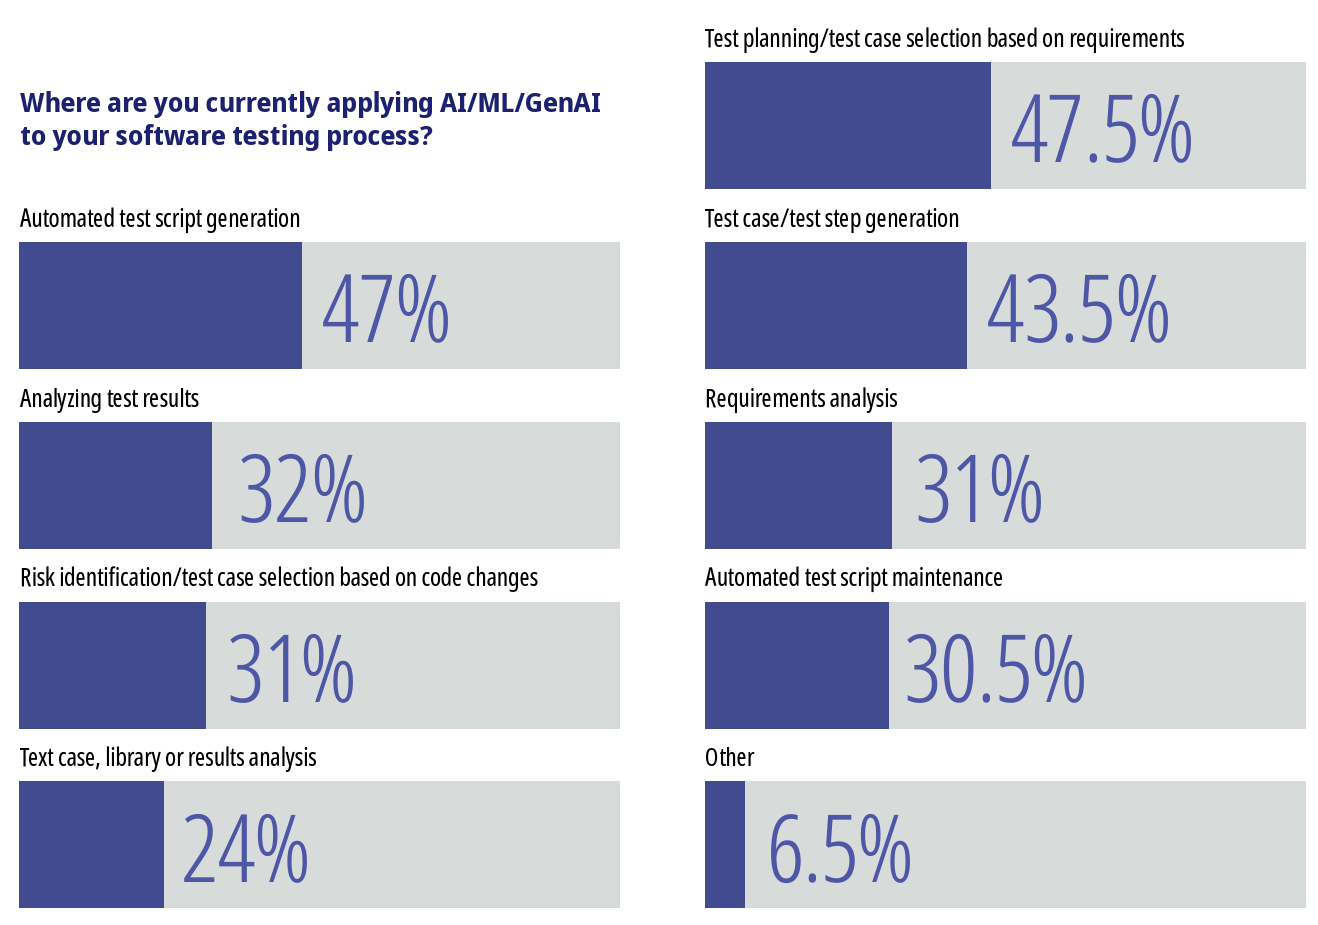 Where are you currently applying AI/ML/GenAI
to your software testing process?
Automated test script generation
47%
Analyzing test results
32%
Risk identification/test case selection based on code changes
31%
Text case, library or results analysis
24%
Test planning/test case selection based on requirements
47.5%
Test case/test step generation
43.5%
Requirements analysis
31%
Automated test script maintenance
30.5%
Other
6.5%